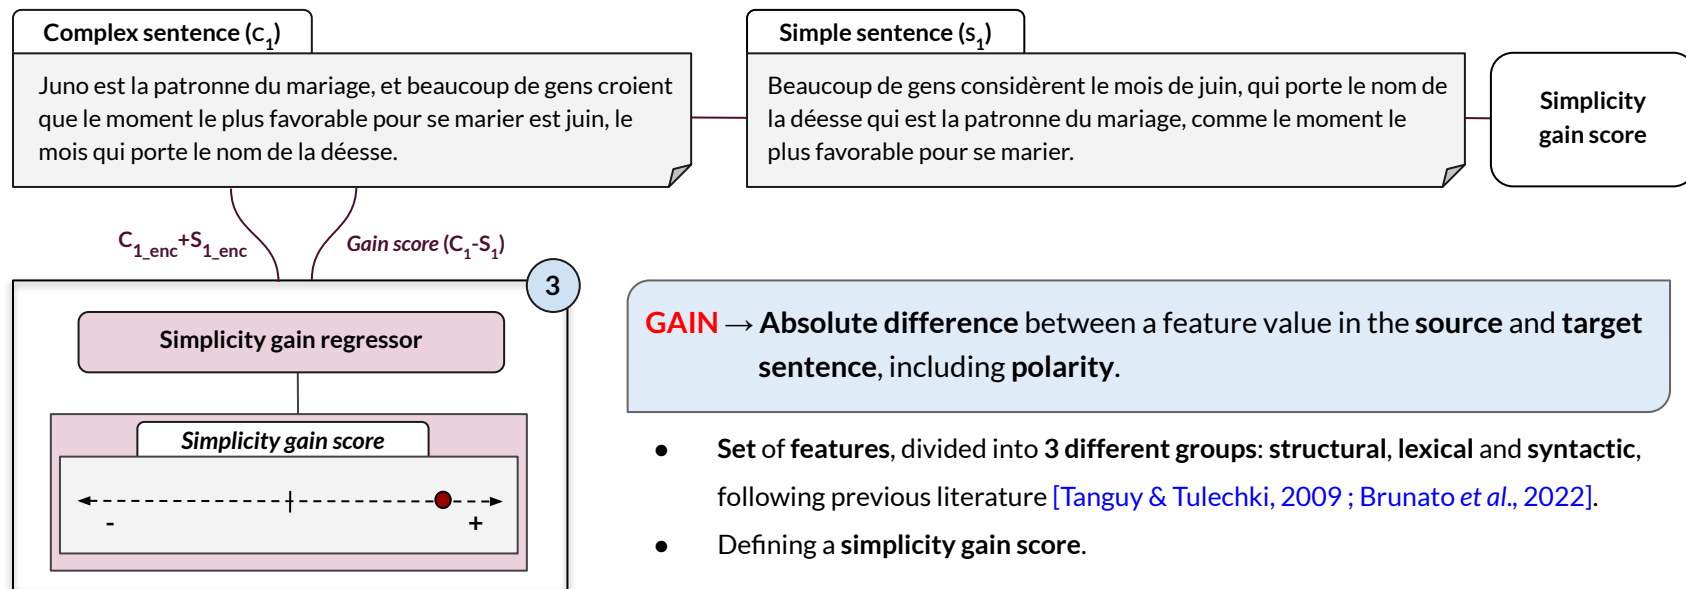 Complex sentence (C1)
Juno est la patronne du mariage, et beaucoup de gens croient
que le moment le plus favorable pour se marier est juin, le
mois qui porte le nom de la déesse.
Simple sentence (S1)
Beaucoup de gens considèrent le mois de juin, qui porte le nom de
la déesse qui est la patronne du mariage, comme le moment le
plus favorable pour se marier.
Simplicity
gain score
C1_enc+S1_enc
Gain score (C1-S1)
3
Simplicity gain regressor
Simplicity gain score
- +
GAIN → Absolute difference between a feature value in the source and target
sentence, including polarity.
● Set of features, divided into 3 different groups: structural, lexical and syntactic,
following previous literature [Tanguy & Tulechki, 2009 ; Brunato et al., 2022].
● Defining a simplicity gain score.